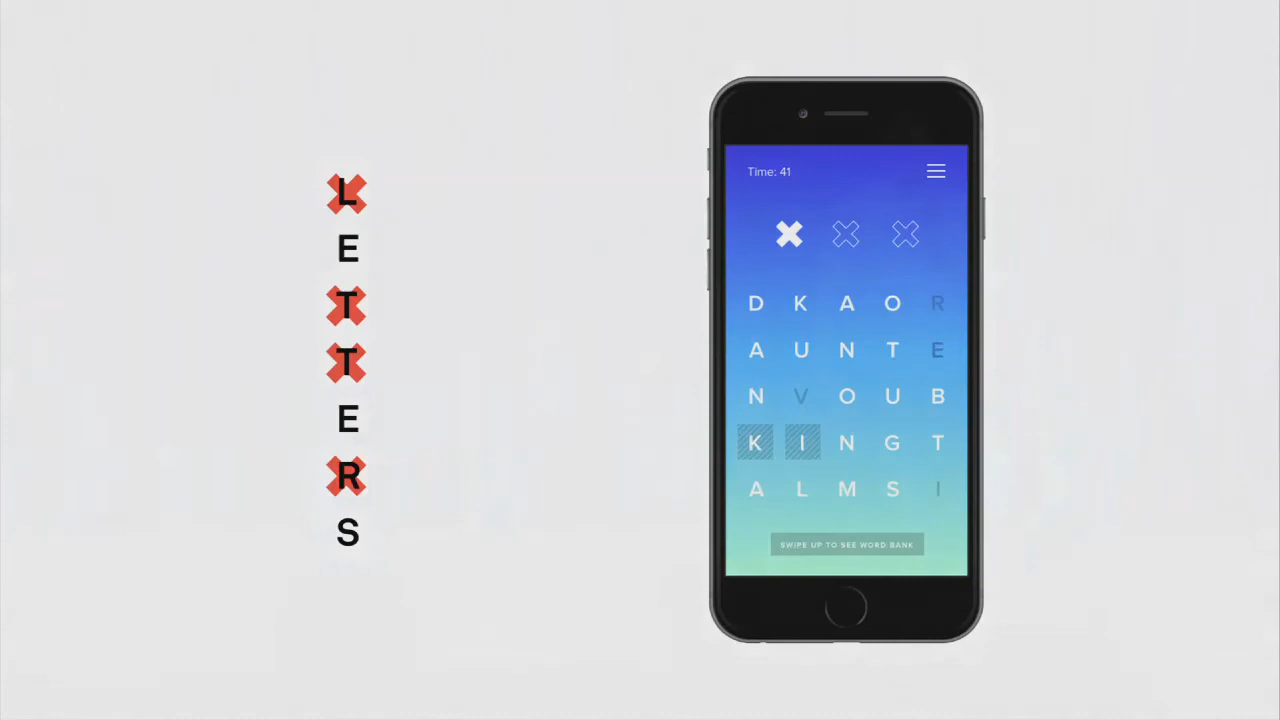 L
E
T
T
E
R
S
Time: 41
D K A O R
A U N T E
N V O U B
K I N G T
A L M S I
SWIPE UP TO SEE WORD BANK